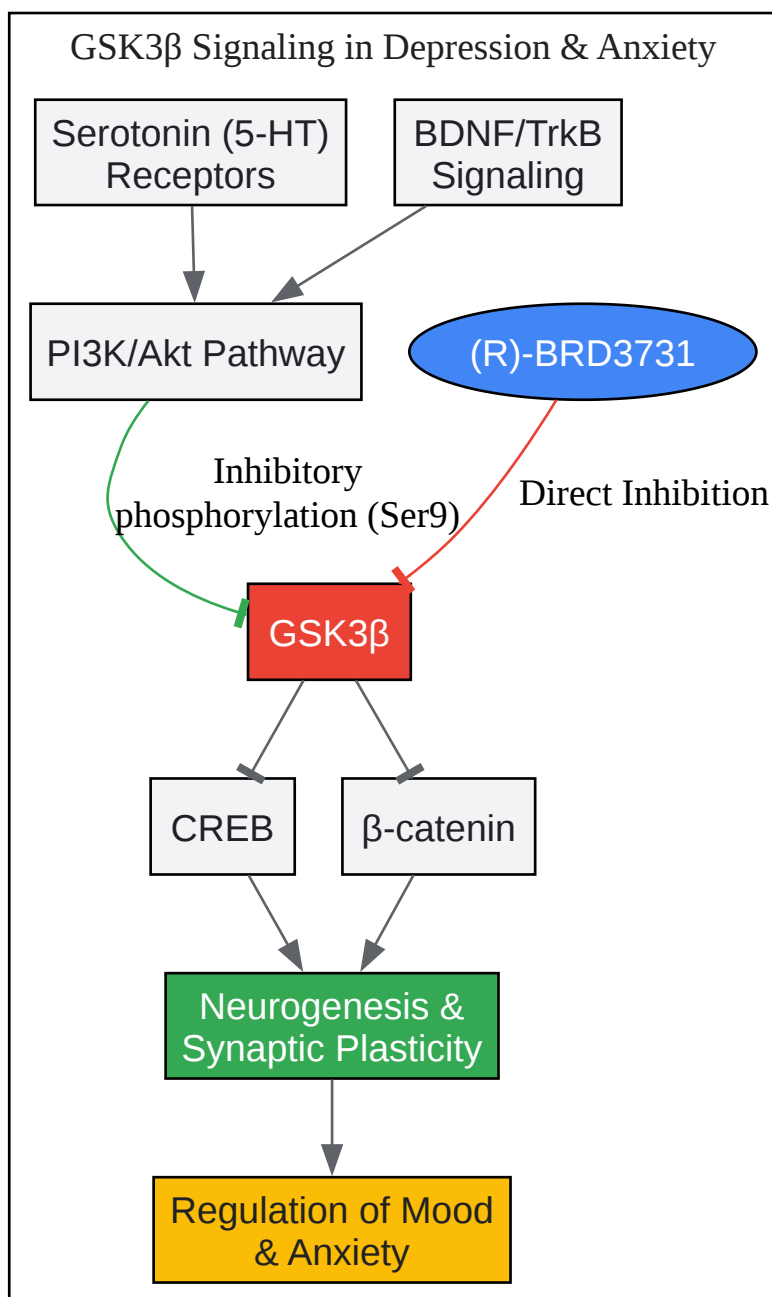 GSK3β Signaling in Depression & Anxiety
Serotonin (5-HT)
Receptors
BDNF/TrkB
Signaling
PI3K/Akt Pathway
(R)-BRD3731
Inhibitory
phosphorylation (Ser9)
Direct Inhibition
GSK3β
CREB
β-catenin
Neurogenesis &
Synaptic Plasticity
Regulation of Mood
& Anxiety